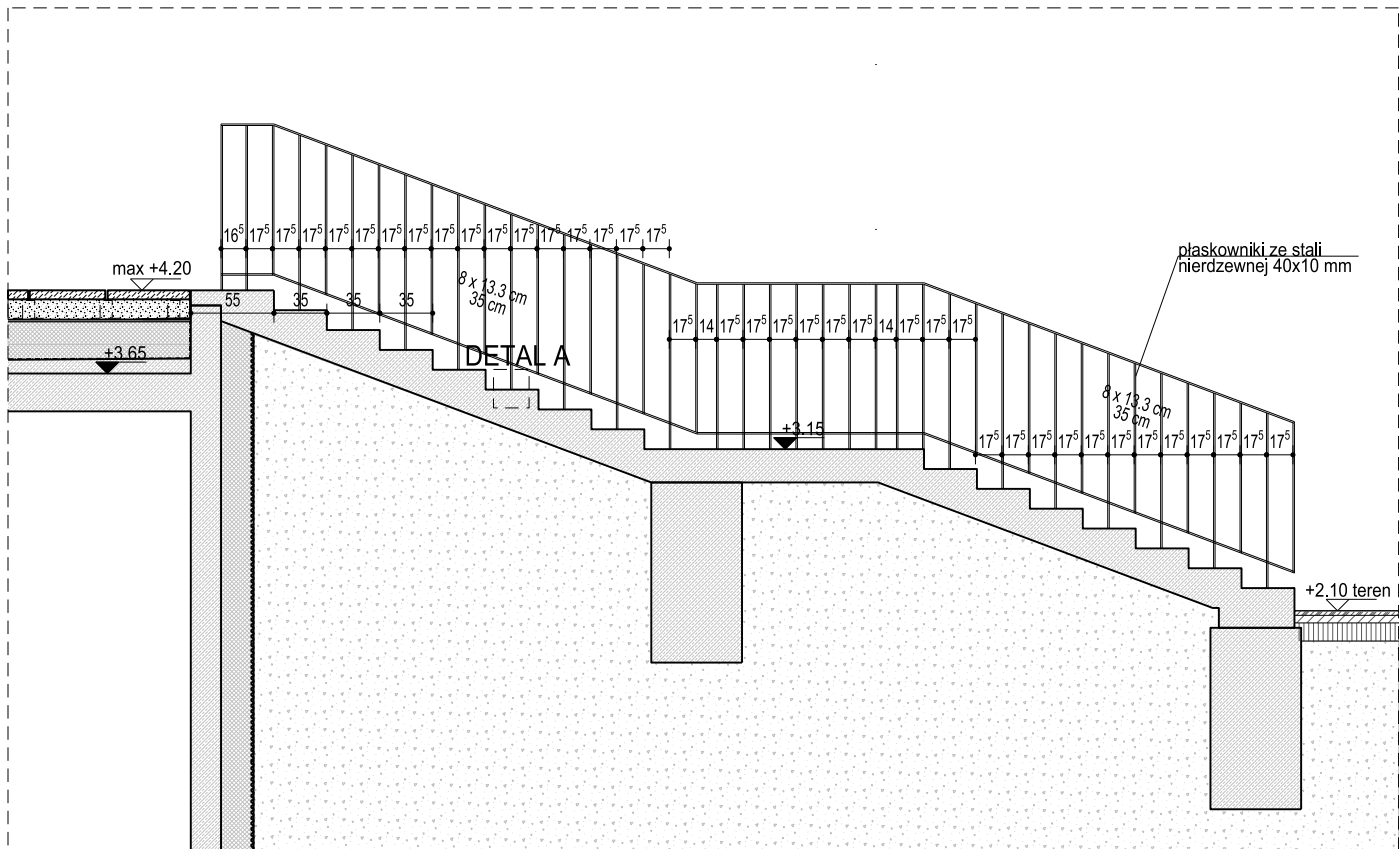 16⁵ 17⁵ 17⁵ 17⁵ 17⁵ 17⁵ 17⁵ 17⁵ 17⁵ 17⁵ 17⁵ 17⁵ 17⁵ 17⁵ 17⁵ 17⁵ 17⁵
płaskowniki ze stali
nierdzewnej 40x10 mm
max +4.20
8 x 13.3 cm
35 cm
55 35 35 35
17⁵ 14 17⁵ 17⁵ 17⁵ 17⁵ 17⁵ 17⁵ 14 17⁵ 17⁵ 17⁵
+3.65
DETAL A
8 x 13.3 cm
35 cm
+3.15
17⁵ 17⁵ 17⁵ 17⁵ 17⁵ 17⁵ 17⁵ 17⁵ 17⁵ 17⁵ 17⁵ 17⁵
+2.10 teren